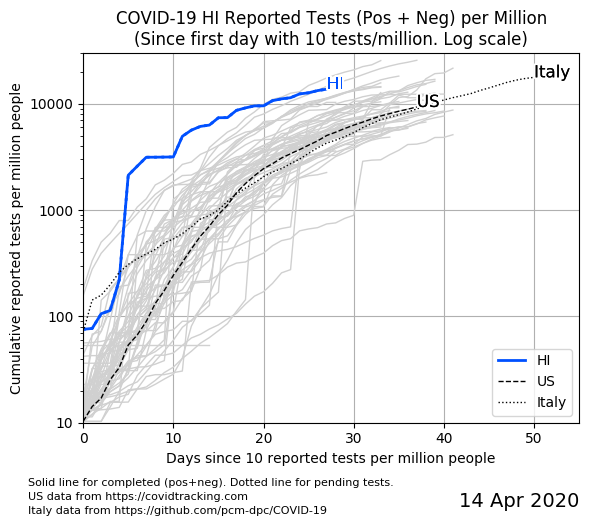 COVID-19 HI Reported Tests (Pos + Neg) per Million
(Since first day with 10 tests/million. Log scale)
Cumulative reported tests per million people
10000
1000
100
10
HI
US
Italy
HI
US
Italy
0
10
20
30
40
50
Days since 10 reported tests per million people
Solid line for completed (pos+neg). Dotted line for pending tests.
US data from https://covidtracking.com
Italy data from https://github.com/pcm-dpc/COVID-19
14 Apr 2020